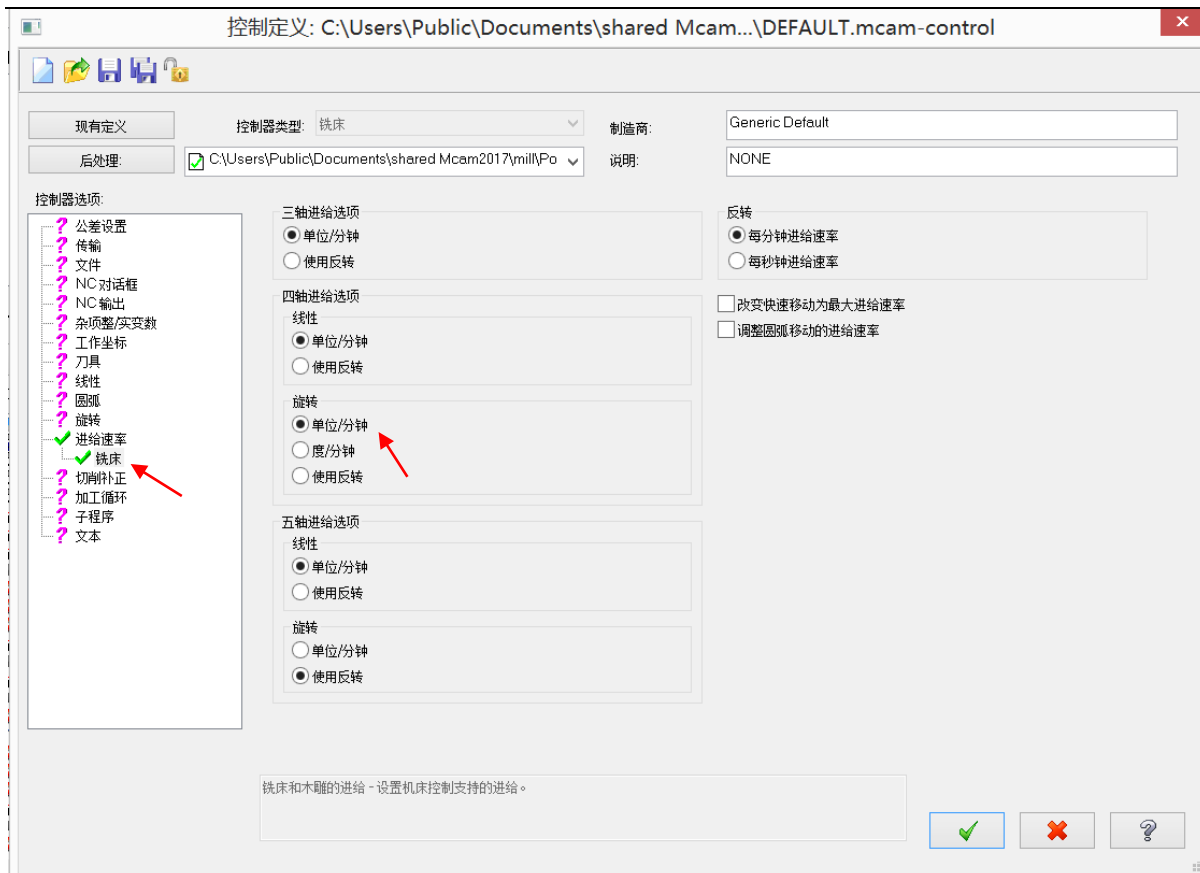 控制定义: C:\Users\Public\Documents\shared Mcam...\DEFAULT.mcam-control
现有定义
控制器类型:
铣床
制造商:
Generic Default
后处理:
C:\Users\Public\Documents\shared Mcam2017\mill\Po
说明:
NONE
控制器选项:
公差设置
传输
文件
NC 对话框
NC 输出
杂项整/实变数
工作坐标
刀具
线性
圆弧
旋转
进给速率
铣床
切削补正
加工循环
子程序
文本
三轴进给选项
单位/分钟
使用反转
四轴进给选项
线性
单位/分钟
使用反转
旋转
单位/分钟
度/分钟
使用反转
五轴进给选项
线性
单位/分钟
使用反转
旋转
单位/分钟
使用反转
反转
每分钟进给速率
每秒钟进给速率
改变快速移动为最大进给速率
调整圆弧移动的进给速率
铣床和木雕的进给 - 设置机床控制支持的进给。